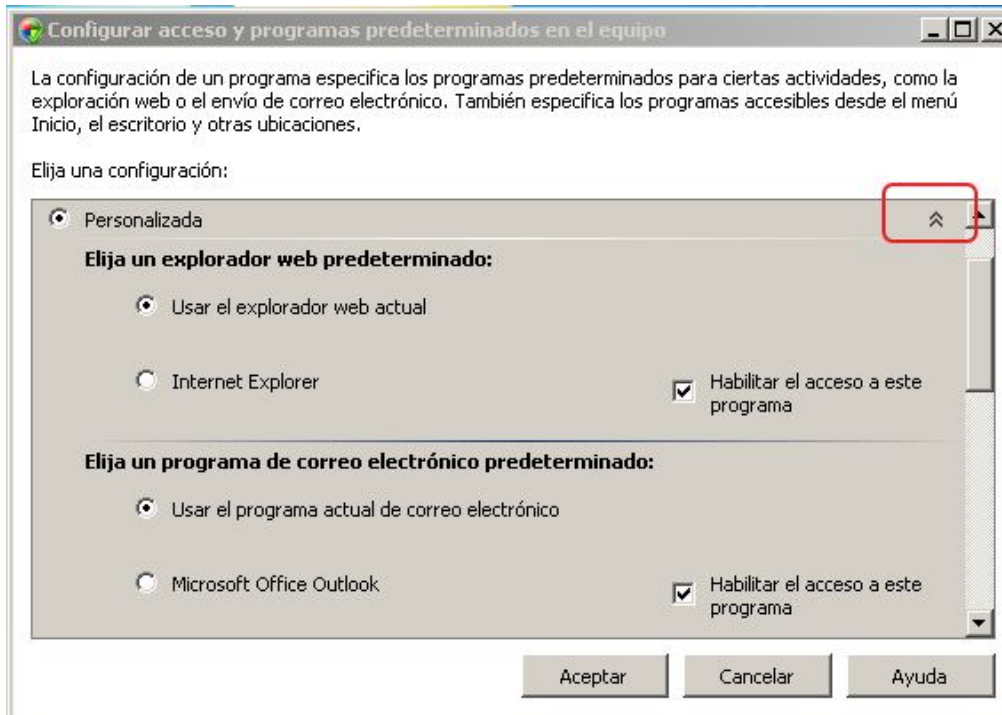 Configurar acceso y programas predeterminados en el equipo
La configuración de un programa especifica los programas predeterminados para ciertas actividades, como la
exploración web o el envío de correo electrónico. También especifica los programas accesibles desde el menú
Inicio, el escritorio y otras ubicaciones.
Elija una configuración:
Personalizada
Elija un explorador web predeterminado:
Usar el explorador web actual
Internet Explorer
Habilitar el acceso a este
programa
Elija un programa de correo electrónico predeterminado:
Usar el programa actual de correo electrónico
Microsoft Office Outlook
Habilitar el acceso a este
programa
Aceptar
Cancelar
Ayuda